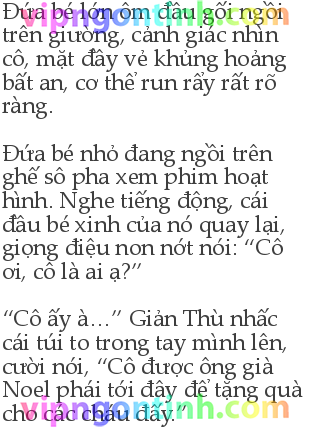 Đứa bé lớn ôm đầu gối ngồi
trên giường, cảnh giác nhìn
cô, mặt đầy vẻ khủng hoảng
bất an, cơ thể run rẩy rất rõ
ràng.

Đứa bé nhỏ đang ngồi trên
ghế sô pha xem phim hoạt
hình. Nghe tiếng động, cái
đầu bé xinh của nó quay lại,
giọng điệu non nớt nói: “Cô
ơi, cô là ai ạ?”

“Cô ấy à...” Giản Thù nhấc
cái túi to trong tay mình lên,
cười nói, “Cô được ông già
Noel phái tới đây để tặng quà
cho các cháu đấy.”
vipngontinh.com
vipngontinh.com